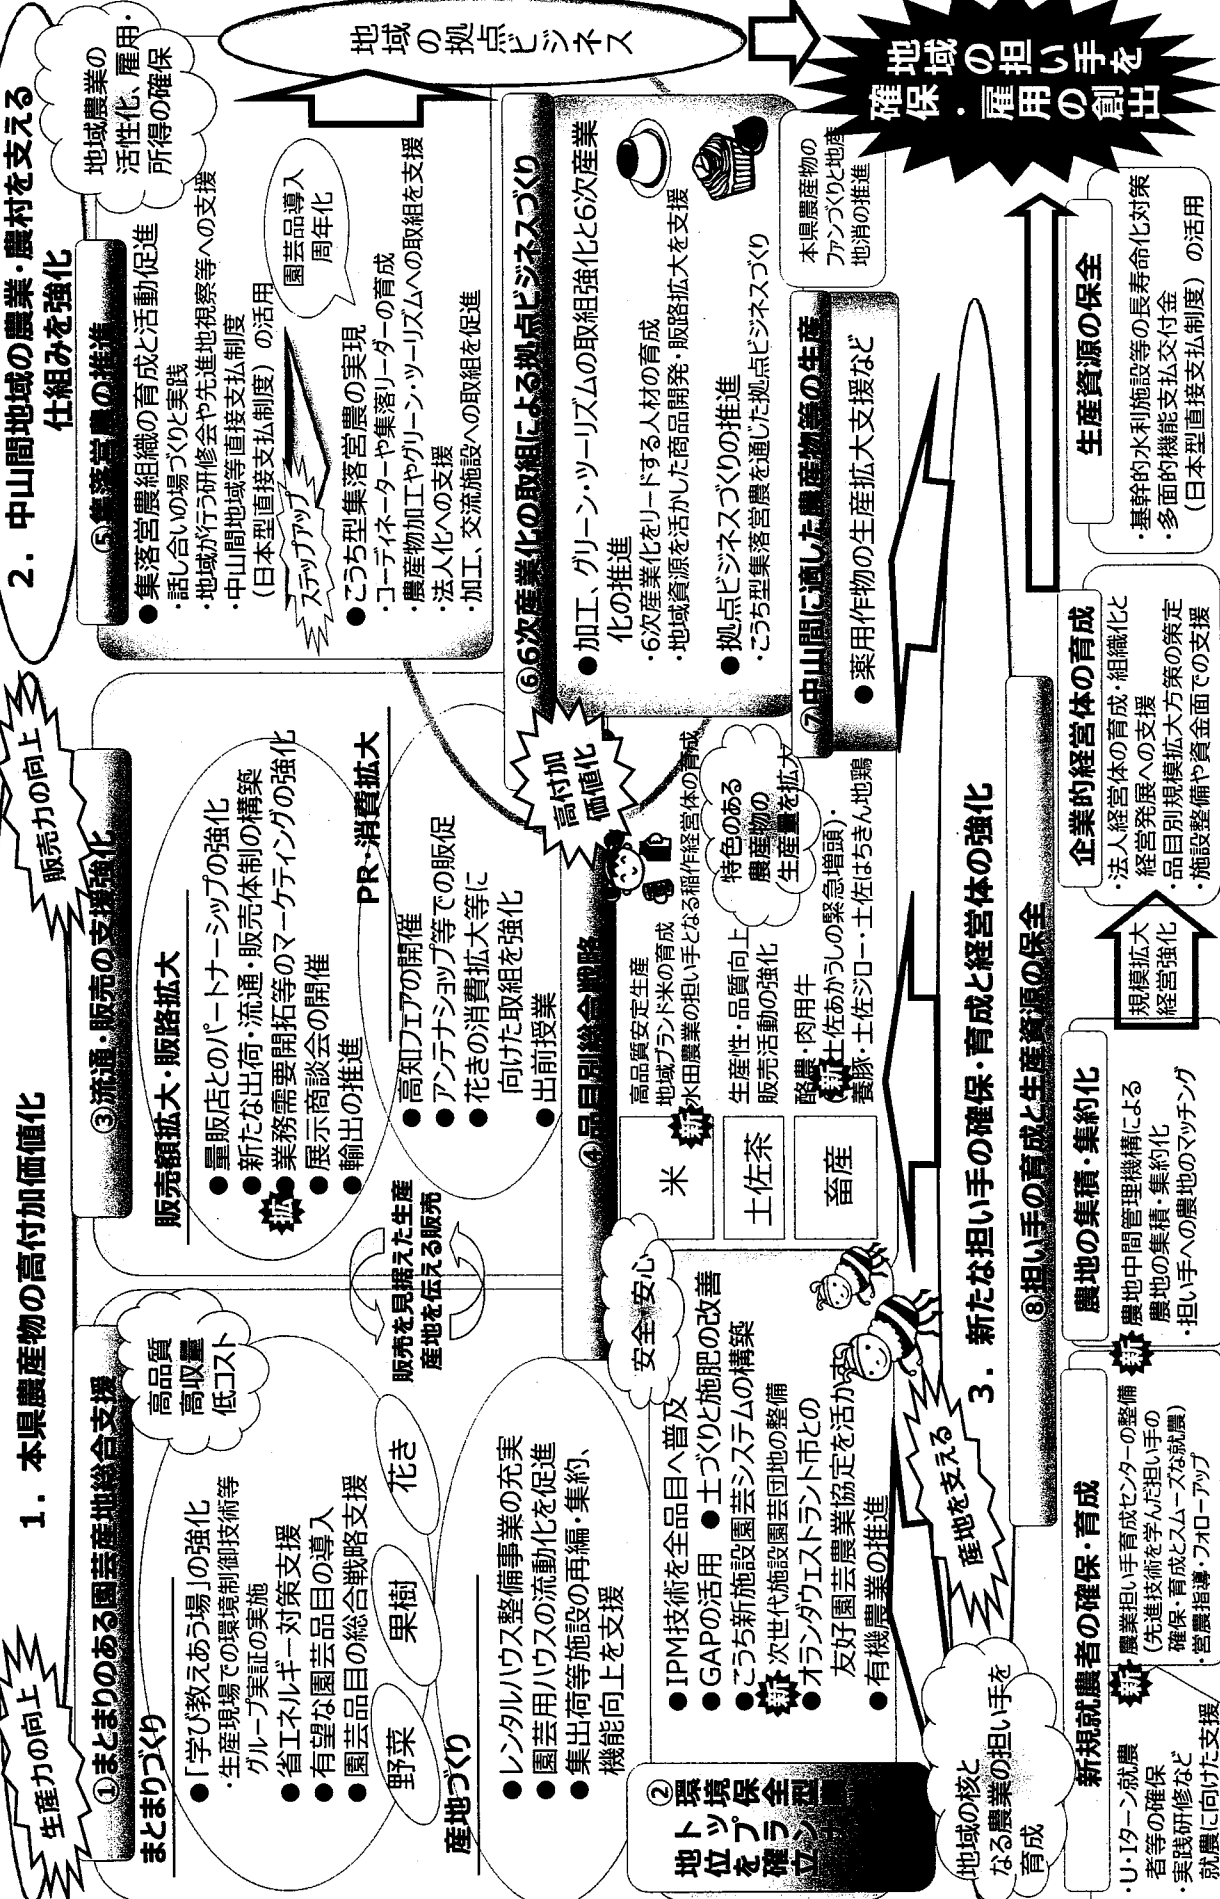 1．本県農産物の高付加価値化
生産力の向上
①まとまりのある園芸産地総合支援
まとまりづくり
●「学び教えあう場」の強化
・生産現場での環境制御技術等
グループ実証の実施
●省エネルギー対策支援
●有望な園芸品目の導入
●園芸品目の総合戦略支援
野菜
果樹
花き
高品質
高収量
低コスト
産地づくり
●レンタルハウス整備事業の充実
●園芸用ハウスの流動化を促進
●集出荷等施設の再編・集約、
機能向上を支援
販売を見据えた生産
産地を伝える販売
販売力の向上
③流通・販売の支援強化
販売額拡大・販路拡大
●量販店とのパートナーシップの強化
●新たな出荷・流通・販売体制の構築
拡
●業務需要開拓等のマーケティングの強化
●展示商談会の開催
●輸出の推進
PR・消費拡大
●高知フェアの開催
●アンテナショップ等での販促
●花きの消費拡大等に
向けた取組を強化
●出前授業
②環境保全型
トップラン
地位を確立
安全・安心
●IPM技術を全品目へ普及
●GAPの活用 ●土づくりと施肥の改善
●こうち新施設園芸システムの構築
新
次世代施設園芸団地の整備
●オランダウェストラント市との
友好園芸農業協定を活かす
●有機農業の推進
④品目別総合戦略
米
高品質安定生産
地域ブランド米の育成
新
水田農業の担い手となる稲作経営体の育成
土佐茶
生産性・品質向上
販売活動の強化
畜産
酪農・肉用牛
新
(土佐あかうしの緊急増頭)・
養豚・土佐ジロー・土佐はちきん地鶏
特色のある
農産物の
生産量を拡大
高付加
価値化
2．中山間地域の農業・農村を支える
仕組みを強化
⑤集落営農の推進
地域農業の
活性化、雇用・
所得の確保
●集落営農組織の育成と活動促進
・話し合いの場づくりと実践
・地域が行う研修会や先進地視察等への支援
・中山間地域等直接支払制度
（日本型直接支払制度）の活用
ステップアップ
園芸品導入
周年化
●こうち型集落営農の実現
・コーディネーターや集落リーダーの育成
・農産物加工やグリーン・ツーリズムへの取組を支援
・法人化への支援
・加工、交流施設への取組を促進
地域の拠点ビジネス
⑥6次産業化の取組による拠点ビジネスづくり
●加工、グリーン・ツーリズムの取組強化と6次産業
化の推進
・6次産業化をリードする人材の育成
・地域資源を活かした商品開発・販路拡大を支援
●拠点ビジネスづくりの推進
・こうち型集落営農を通じた拠点ビジネスづくり
⑦中山間に適した農産物等の生産
●薬用作物の生産拡大支援など
本県農産物の
ファンづくりと地産
地消の推進
地域の担い手を
確保・雇用の創出
産地を支える
3．新たな担い手の確保・育成と経営体の強化
⑧担い手の育成と生産資源の保全
地域の核と
なる農業の担い手を
育成
新規就農者の確保・育成
・U・Iターン就農
者等の確保
・実践研修など
就農に向けた支援
新
農業担い手育成センターの整備
（先進技術を学んだ担い手の
確保・育成とスムーズな就農）
・営農指導・フォローアップ
農地の集積・集約化
新
農地中間管理機構による
農地の集積・集約化
・担い手への農地のマッチング
規模拡大
経営強化
企業的経営体の育成
・法人経営体の育成・組織化と
経営発展への支援
・品目別規模拡大方策の策定
・施設整備や資金面での支援
生産資源の保全
・基幹的水利施設等の長寿命化対策
・多面的機能支払交付金
（日本型直接支払制度）の活用